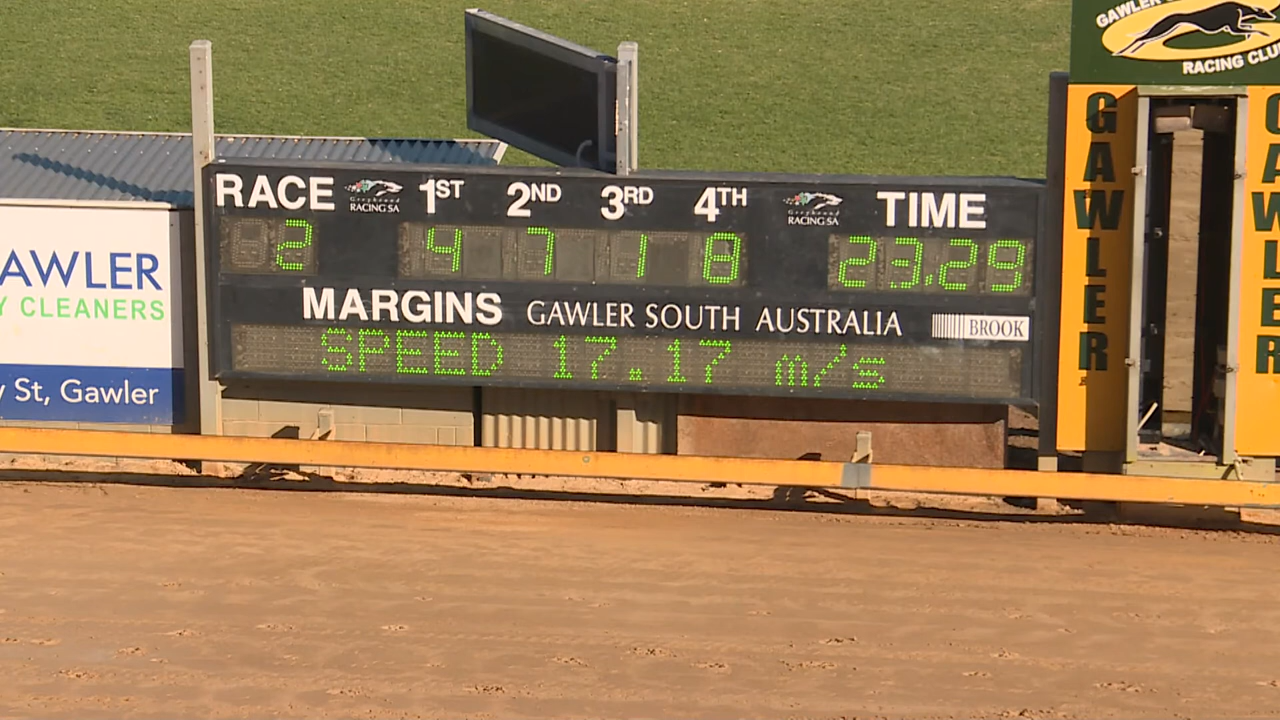 GAWLER
RACING CLU
RACE 1ST 2ND 3RD 4TH TIME
Greyhound RACING SA
Greyhound RACING SA
2 4 7 1 8 23.29
MARGINS GAWLER SOUTH AUSTRALIA BROOK
SPEED 17.17 m/s
AWLER
Y CLEANERS
y St, Gawler
GAWLER
GAWLER